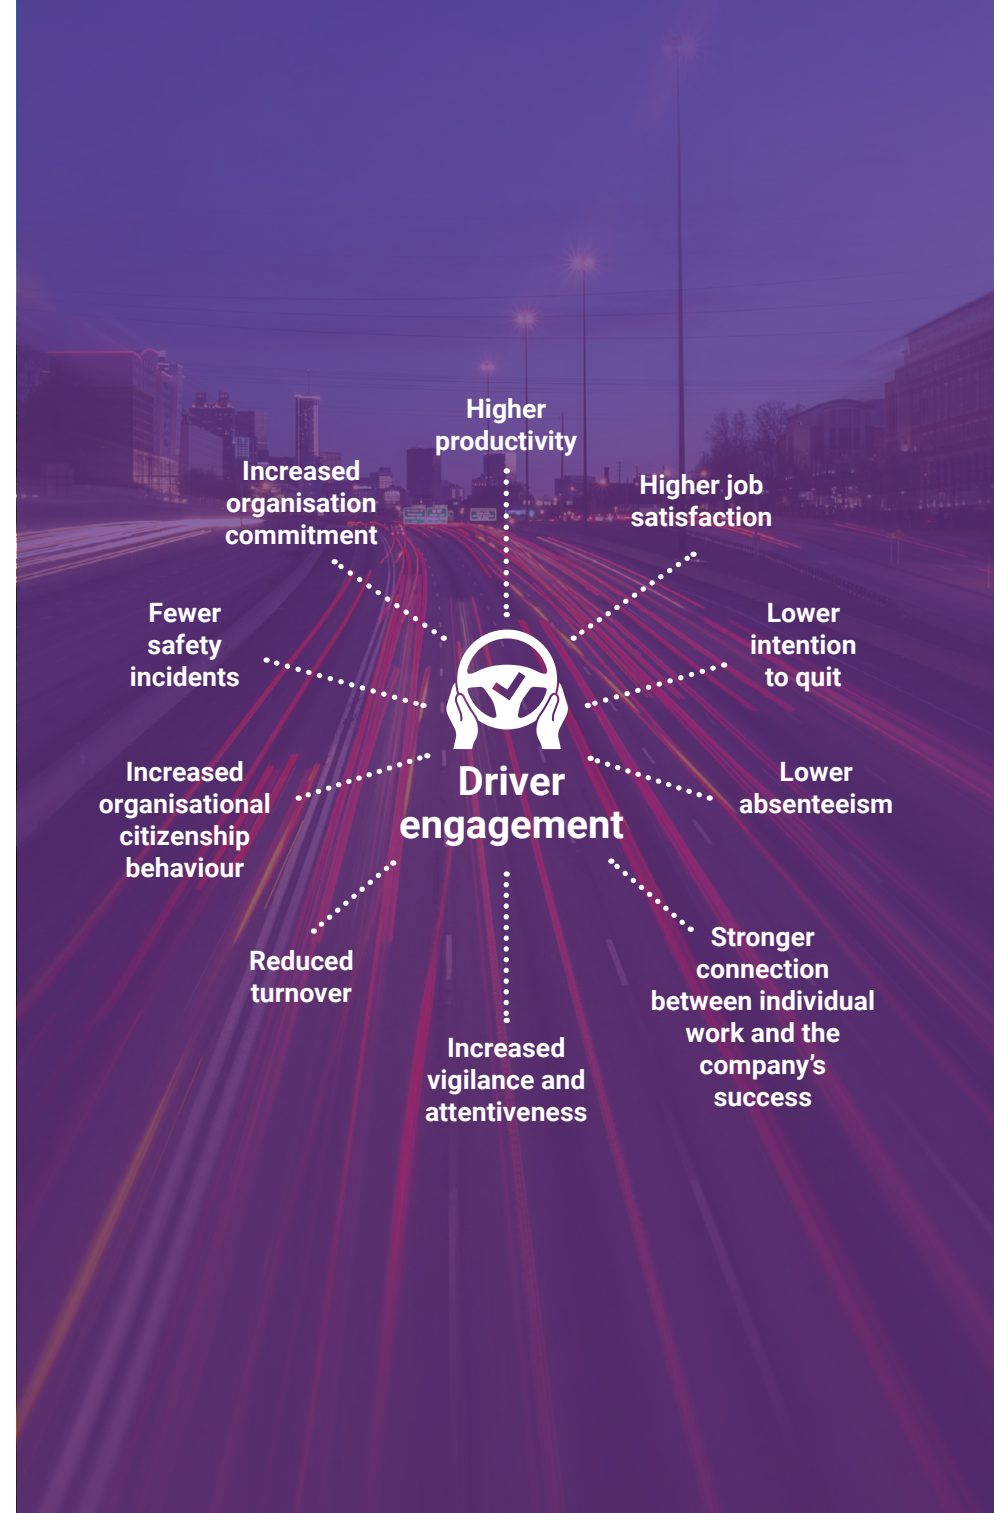 Higher
productivity
Higher job
satisfaction
Lower
intention
to quit
Lower
absenteeism
Stronger
connection
between individual
work and the
company's
success
Increased
vigilance and
attentiveness
Reduced
turnover
Increased
organisational
citizenship
behaviour
Fewer
safety
incidents
Increased
organisation
commitment
Driver
engagement